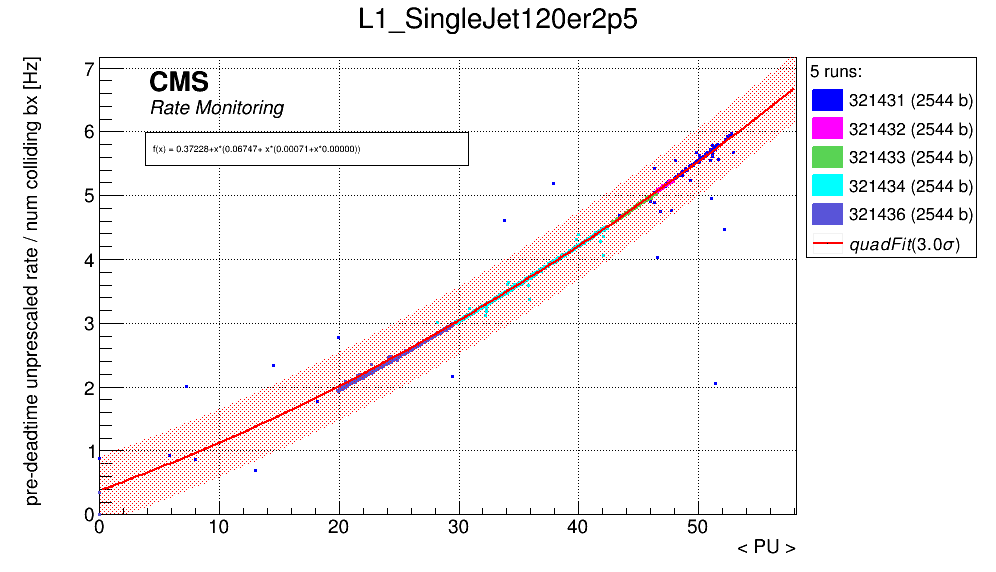 L1_SingleJet120er2p5
pre-deadtime unprescaled rate / num colliding bx [Hz]
CMS
Rate Monitoring
f(x) = 0.37228+x*(0.06747+ x*(0.00071+x*0.00000))
7
6
5
4
3
2
1
0
0 10 20 30 40 50
< PU >
5 runs:
321431 (2544 b)
321432 (2544 b)
321433 (2544 b)
321434 (2544 b)
321436 (2544 b)
quadFit(3.0σ)